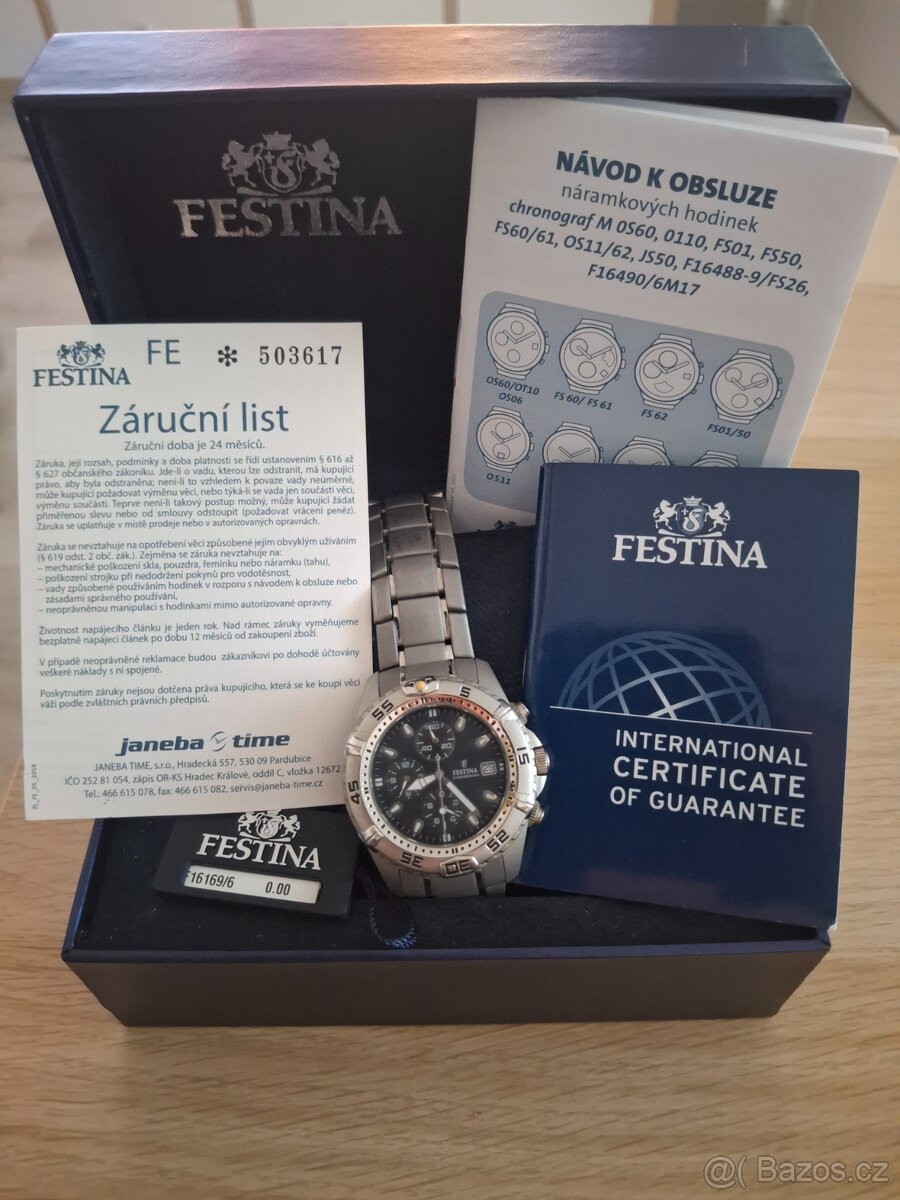 FESTINA
NÁVOD K OBSLUZE
náramkových hodinek
chronograf M 0S60, 0110, FS01, FS50,
FS60/61, OS11/62, JS50, F16488-9/FS26,
F16490/6M17
OS60/OT10
OS06
FS 60/ FS 61
FS 62
FS01/50
OS11
FESTINA
FE * 503617
Záruční list
Záruční doba je 24 měsíců.
Záruka, její rozsah, podmínky a doba platnosti se řídí ustanovením § 616 až
§ 627 občanského zákoníku. Jde-li o vadu, kterou lze odstranit, má kupující
právo, aby byla odstraněna; není-li to vzhledem k povaze vady neúměrné,
může kupující požadovat výměnu věci, nebo týká-li se vada jen součásti věci,
výměnu součásti. Teprve není-li takový postup možný, může kupující žádat
přiměřenou slevu nebo od smlouvy odstoupit (požadovat vrácení peněz).
Záruka se uplatňuje v místě prodeje nebo v autorizovaných opravnách.
Záruka se nevztahuje na opotřebení věci způsobené jejím obvyklým užíváním
(§ 619 odst. 2 obč. zák.). Zejména se záruka nevztahuje na:
– mechanické poškození skla, pouzdra, řemínku nebo náramku (tahu),
– poškození strojku při nedodržení pokynů pro vodotěsnost,
– vady způsobené používáním hodinek v rozporu s návodem k obsluze nebo
zásadami správného používání,
– neoprávněnou manipulaci s hodinkami mimo autorizované opravny.
Životnost napájecího článku je jeden rok. Nad rámec záruky vyměňujeme
bezplatně napájecí článek po dobu 12 měsíců od zakoupení zboží.
V případě neoprávněné reklamace budou zákazníkovi po dohodě účtovány
veškeré náklady s ní spojené.
Poskytnutím záruky nejsou dotčena práva kupujícího, která se ke koupi věci
váží podle zvláštních právních předpisů.
janeba time
JANEBA TIME, s.r.o., Hradecká 557, 530 09 Pardubice
IČO 252 81 054, zápis OR-KS Hradec Králové, oddíl C, vložka 12672
Tel.: 466 615 078, fax: 466 615 082, servis@janeba-time.cz
ZL_FE_05_2016
FESTINA
INTERNATIONAL
CERTIFICATE
OF GUARANTEE
55 5
45 15
35 25
60
40 20
FESTINA
FESTINA
F16169/6 0.00
@( Bazos.cz